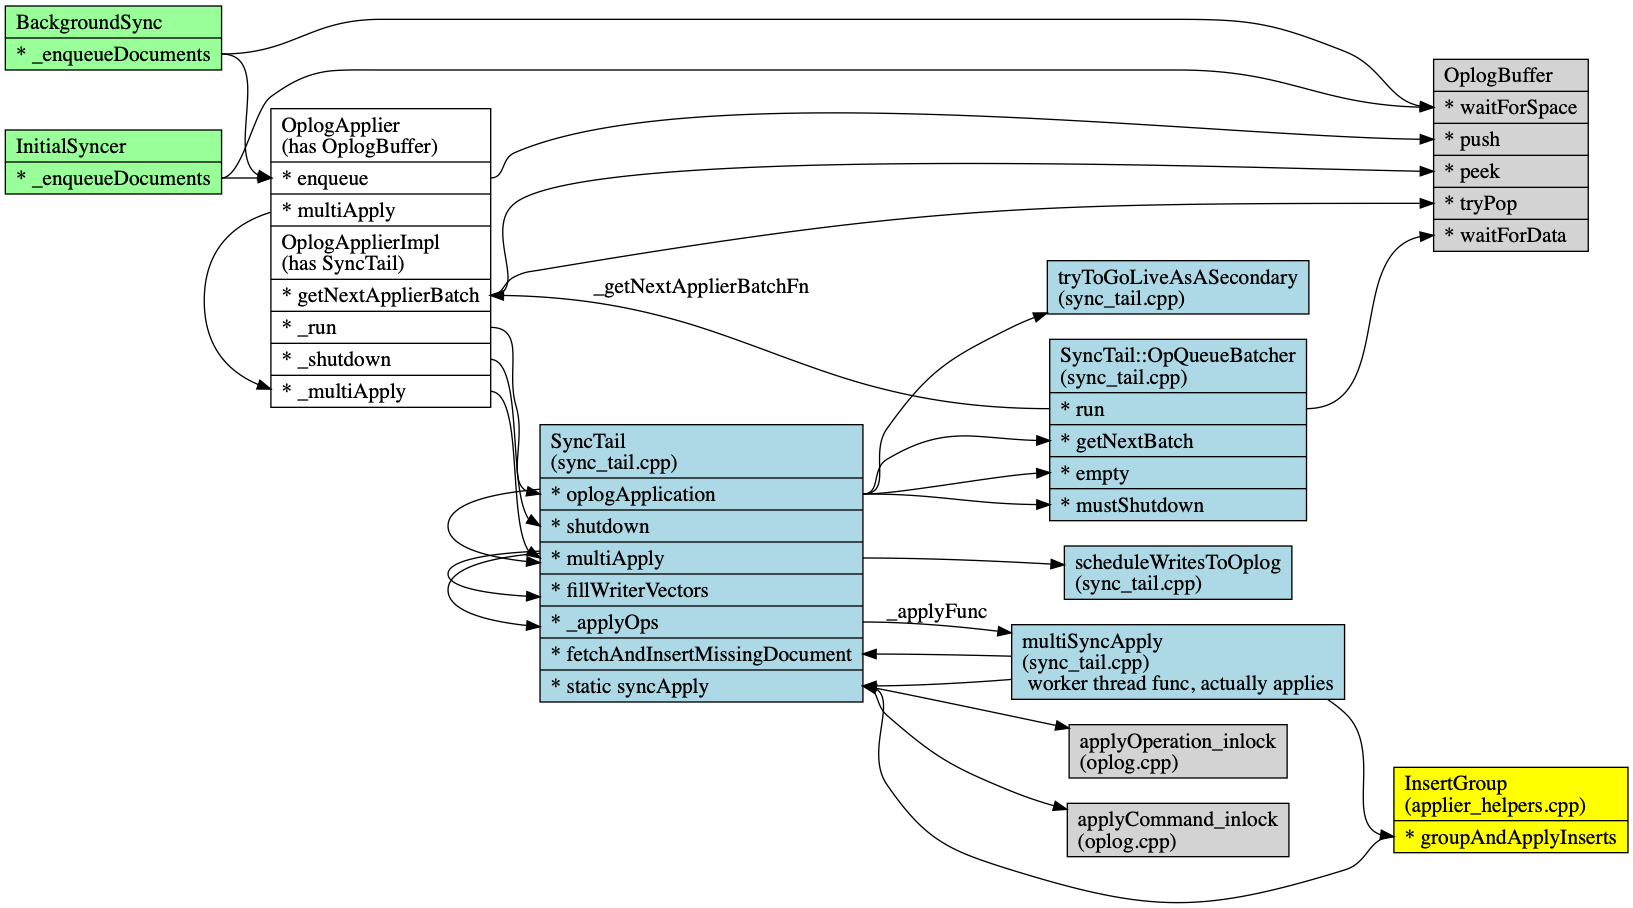 BackgroundSync
* _enqueueDocuments
InitialSyncer
* _enqueueDocuments
OplogApplier
(has OplogBuffer)
* enqueue
* multiApply
OplogApplierImpl
(has SyncTail)
* getNextApplierBatch
* _run
* _shutdown
* _multiApply
_getNextApplierBatchFn
OplogBuffer
* waitForSpace
* push
* peek
* tryPop
* waitForData
tryToGoLiveAsASecondary
(sync_tail.cpp)
SyncTail::OpQueueBatcher
(sync_tail.cpp)
* run
* getNextBatch
* empty
* mustShutdown
SyncTail
(sync_tail.cpp)
* oplogApplication
* shutdown
* multiApply
* fillWriterVectors
* _applyOps
* fetchAndInsertMissingDocument
* static syncApply
scheduleWritesToOplog
(sync_tail.cpp)
_applyFunc
multiSyncApply
(sync_tail.cpp)
worker thread func, actually applies
applyOperation_inlock
(oplog.cpp)
applyCommand_inlock
(oplog.cpp)
InsertGroup
(applier_helpers.cpp)
* groupAndApplyInserts